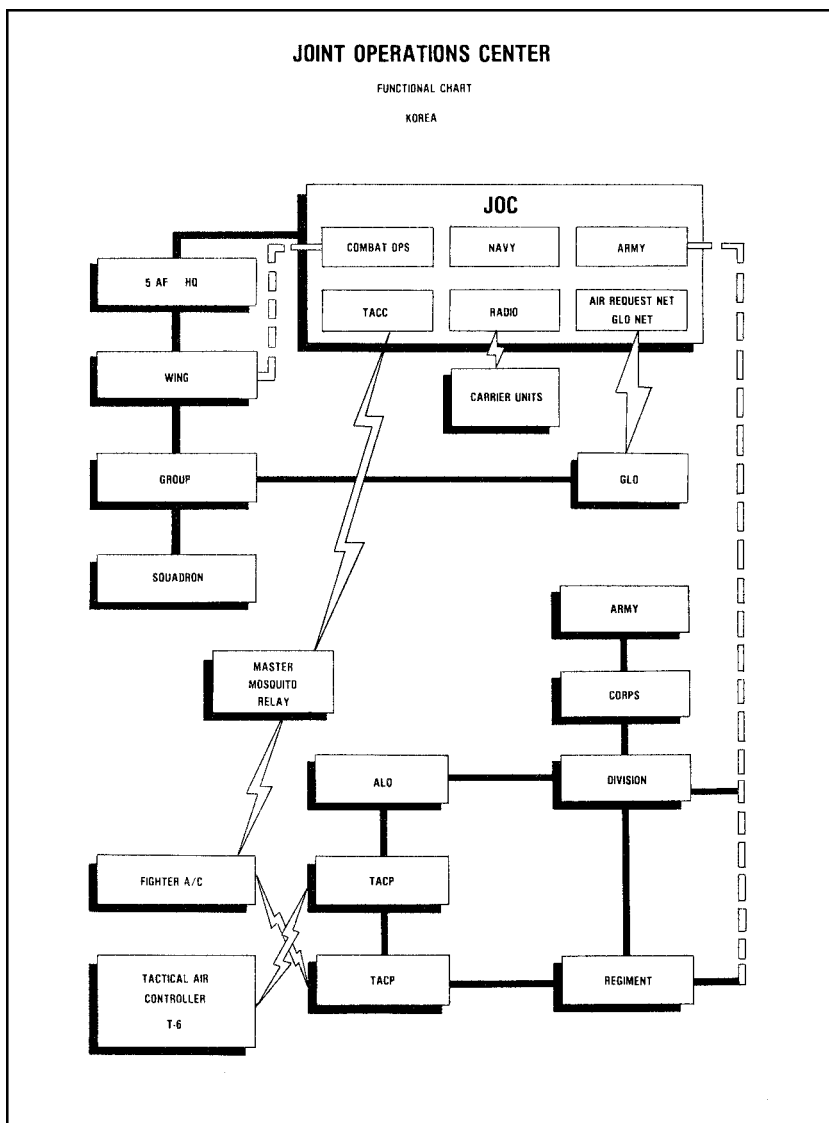 JOINT OPERATIONS CENTER
FUNCTIONAL CHART
KOREA
JOC
COMBAT OPS
NAVY
ARMY
5 AF HQ
TACC
RADIO
AIR REQUEST NET
GLO NET
WING
CARRIER UNITS
GROUP
GLO
SQUADRON
ARMY
MASTER
MOSQUITO
RELAY
CORPS
ALO
DIVISION
FIGHTER A/C
TACP
TACTICAL AIR
CONTROLLER
T-6
TACP
REGIMENT